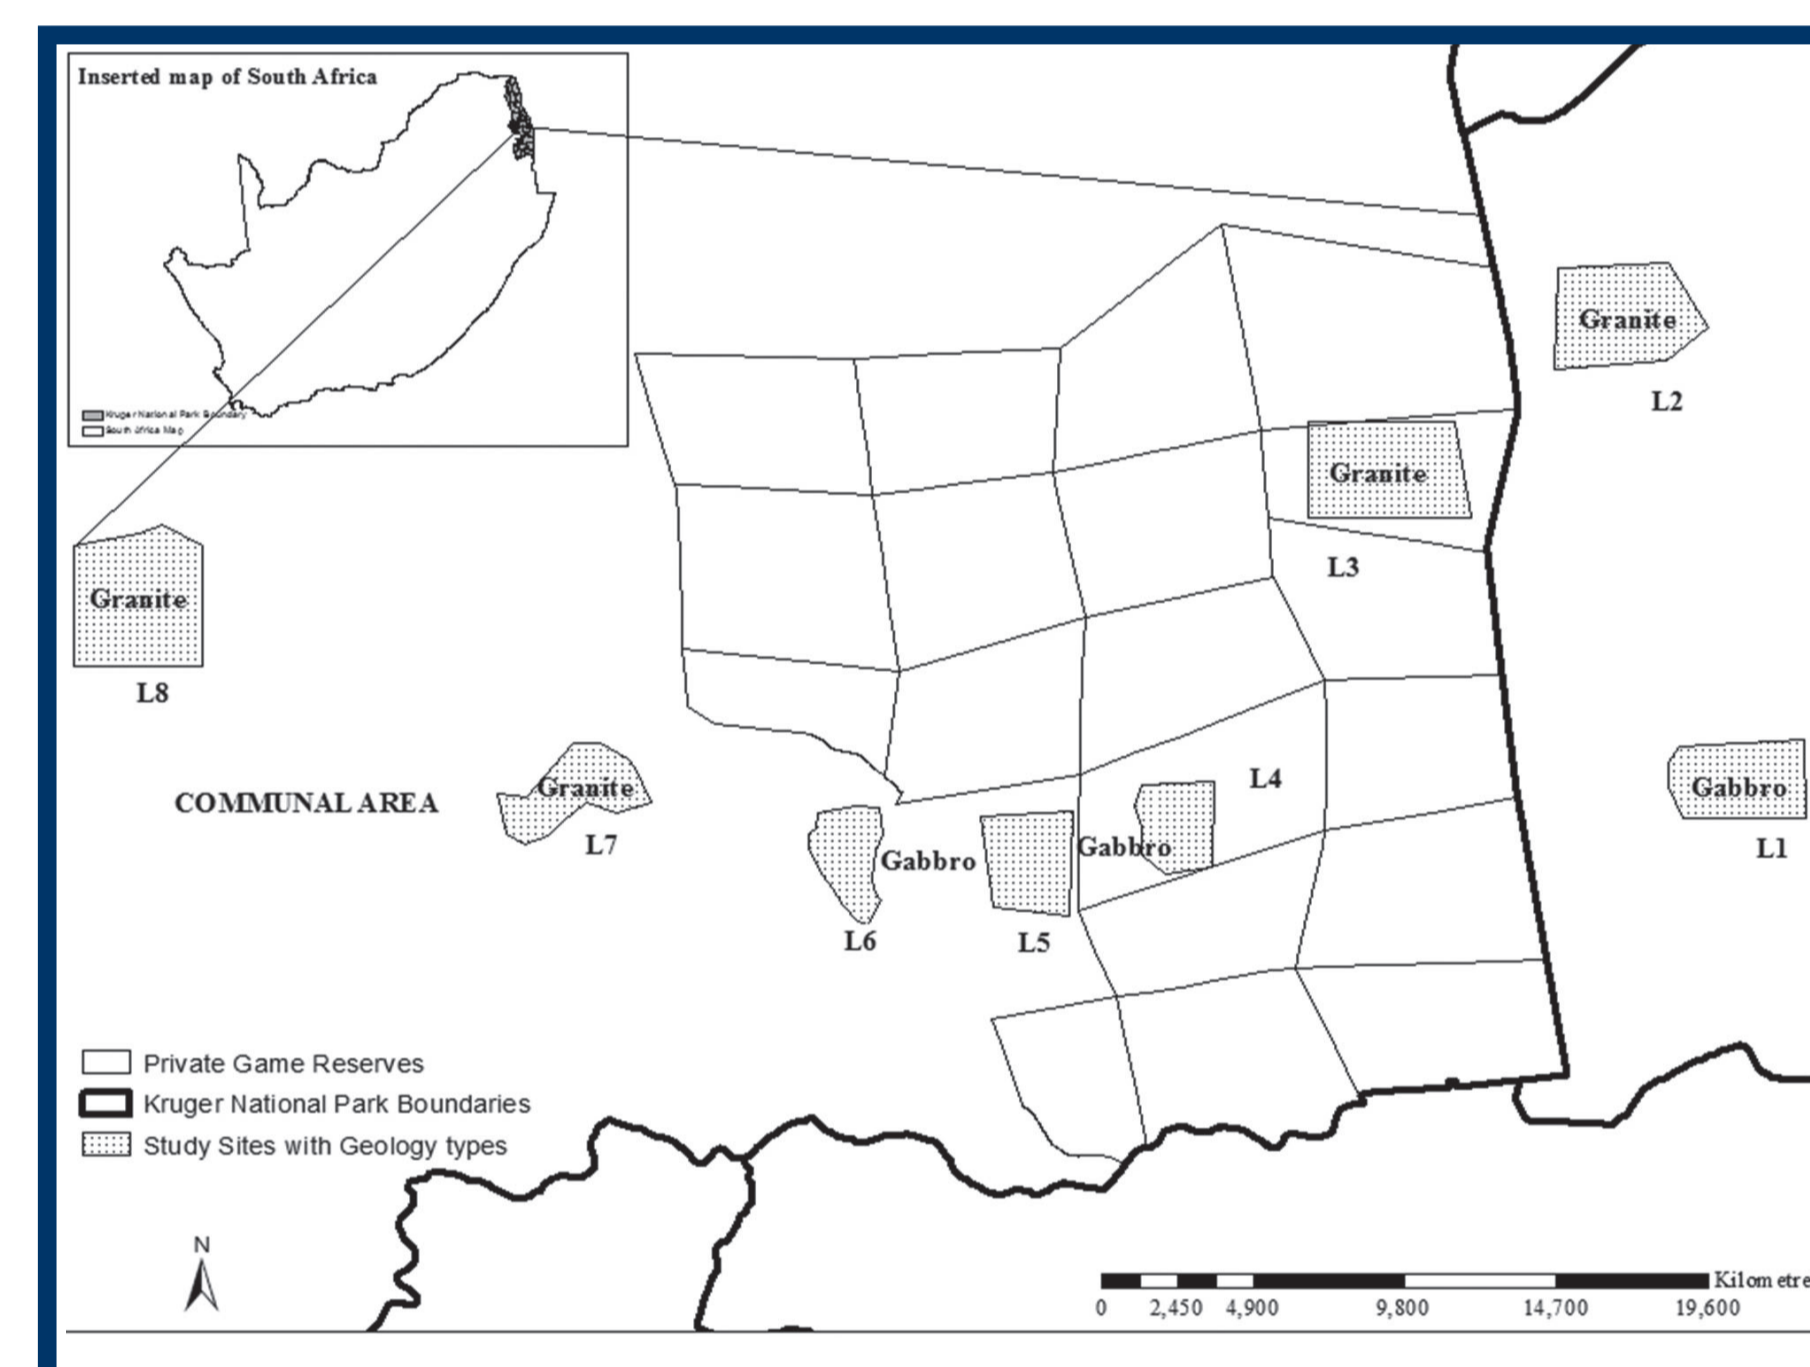 Inserted map of South Africa
Kruger National Park Boundary
South Africa Map
Granite
L2
Granite
L3
Granite
L8
COMMUNAL AREA
Granite
L7
Gabbro
L6
L5
Gabbro
L4
Gabbro
L1
Private Game Reserves
Kruger National Park Boundaries
Study Sites with Geology types
N
Kilometre
0 2,450 4,900 9,800 14,700 19,600